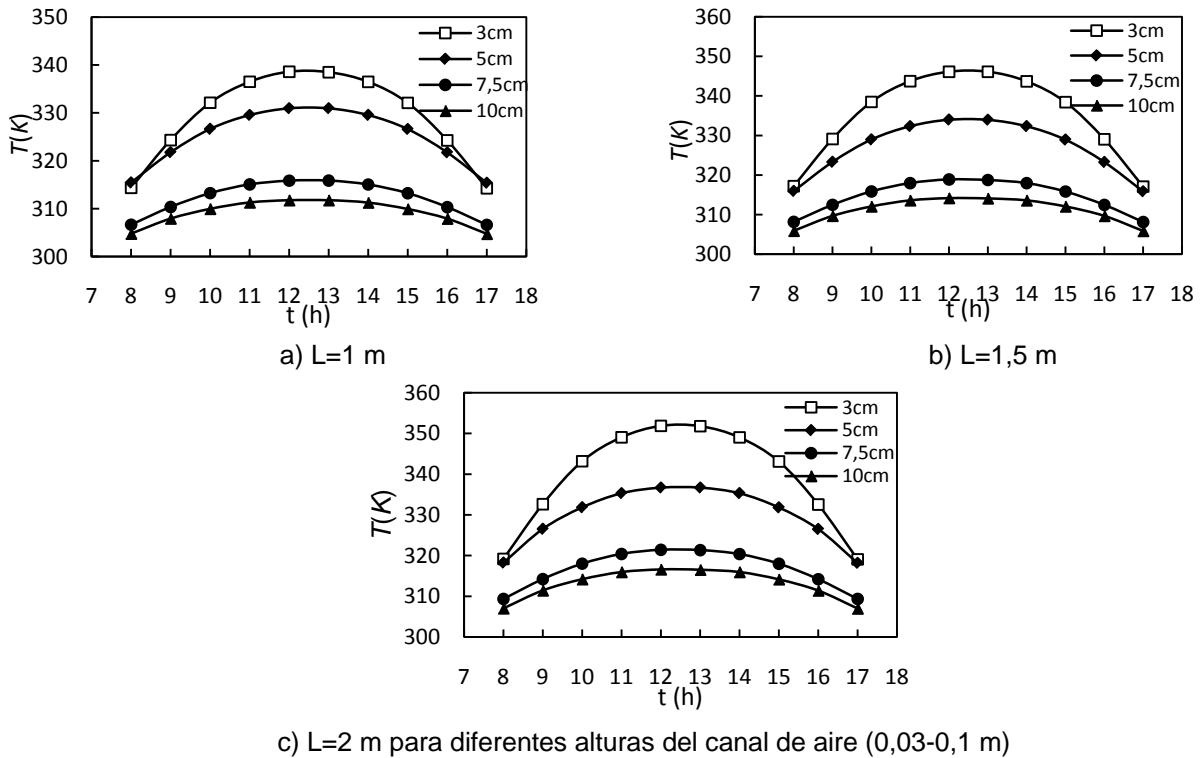 350
340
330
320
310
300
T(K)
3cm
5cm
7,5cm
10cm
7 8 9 10 11 12 13 14 15 16 17 18
t (h)
a) L=1 m
360
350
340
330
320
310
300
T(K)
3cm
5cm
7,5cm
10cm
7 8 9 10 11 12 13 14 15 16 17 18
t (h)
b) L=1,5 m
360
350
340
330
320
310
300
T(K)
3cm
5cm
7,5cm
10cm
7 8 9 10 11 12 13 14 15 16 17 18
t (h)
c) L=2 m para diferentes alturas del canal de aire (0,03-0,1 m)